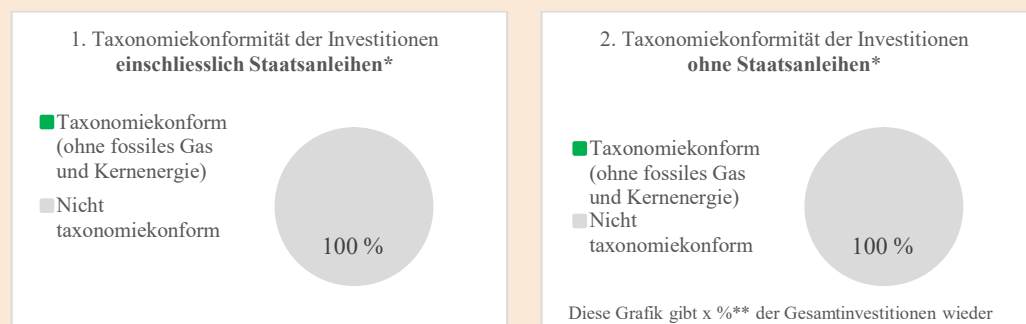 1. Taxonomiekonformität der Investitionen
einschliesslich Staatsanleihen*
Taxonomiekonform
(ohne fossiles Gas
und Kernenergie)
Nicht
taxonomiekonform
100 %
2. Taxonomiekonformität der Investitionen
ohne Staatsanleihen*
Taxonomiekonform
(ohne fossiles Gas
und Kernenergie)
Nicht
taxonomiekonform
100 %
Diese Grafik gibt x %** der Gesamtinvestitionen wieder